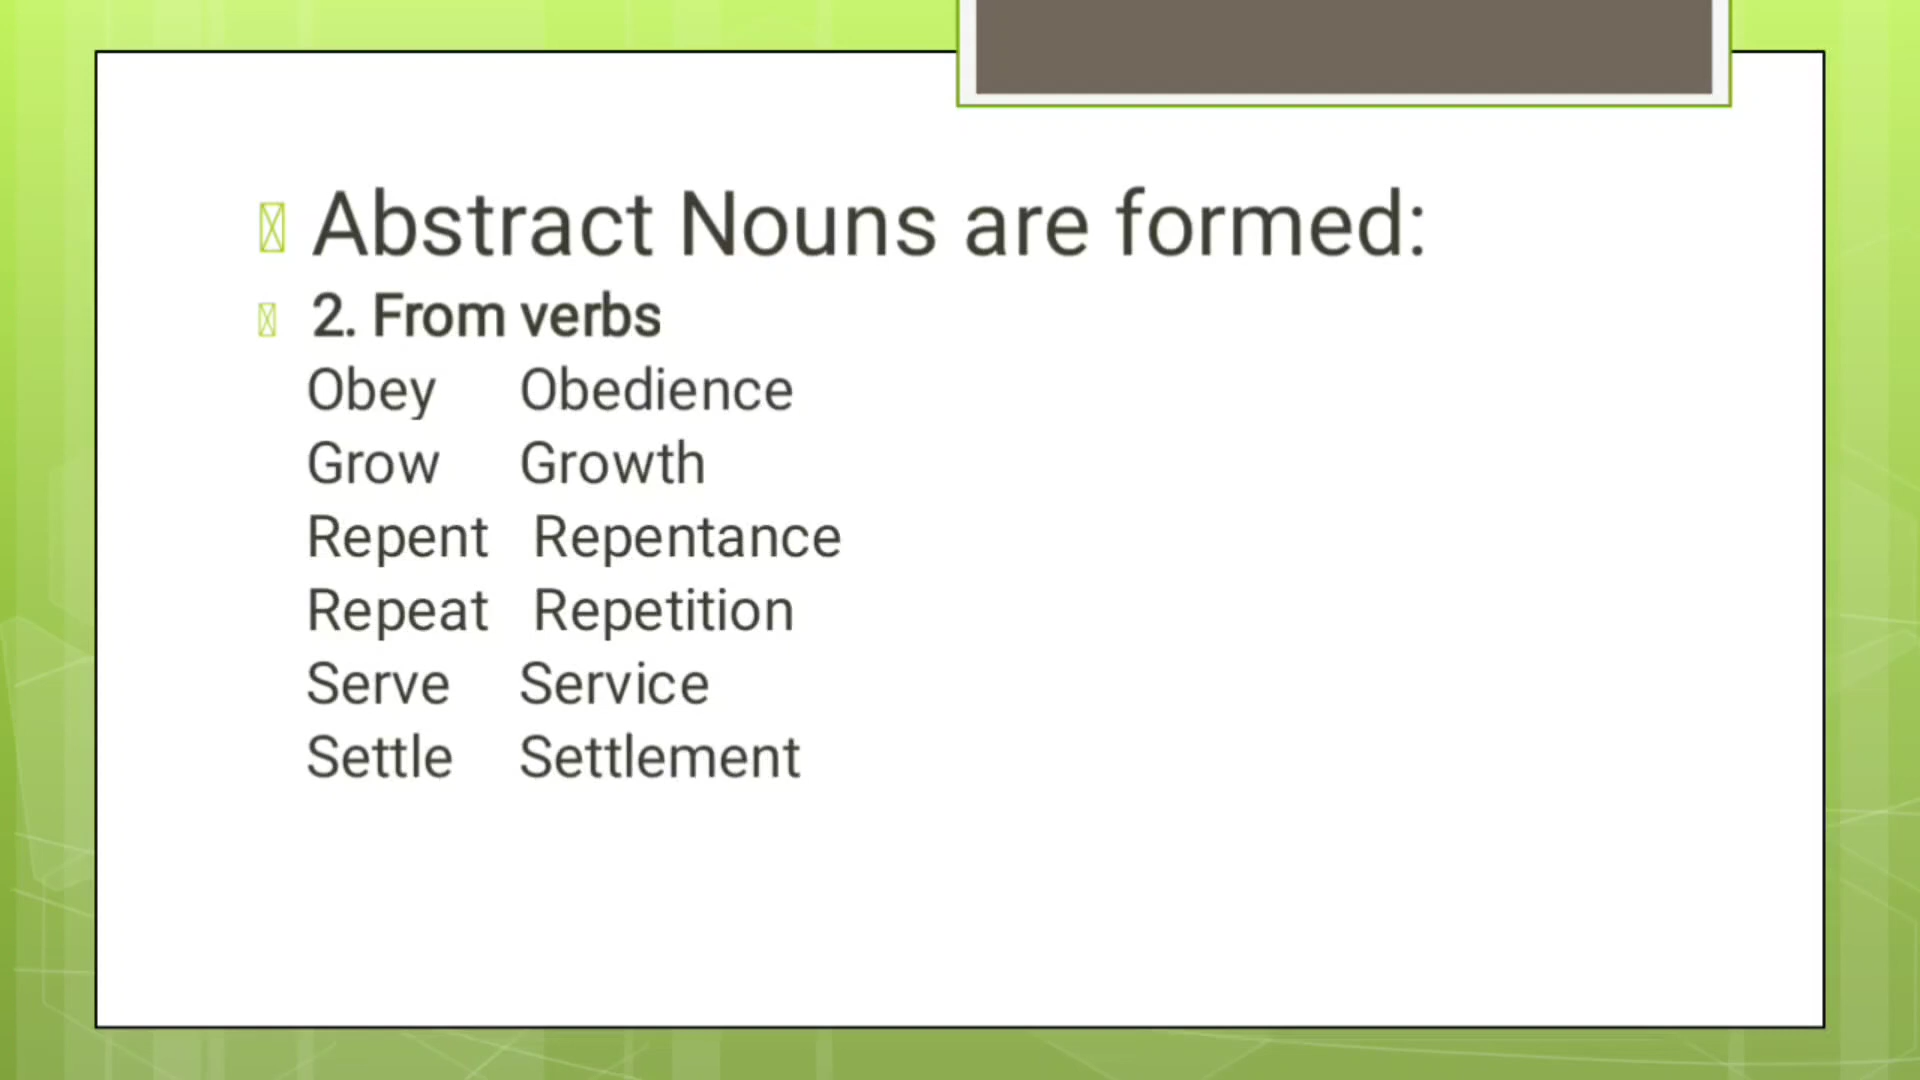 Abstract Nouns are formed:
2. From verbs
Obey Obedience
Grow Growth
Repent Repentance
Repeat Repetition
Serve Service
Settle Settlement